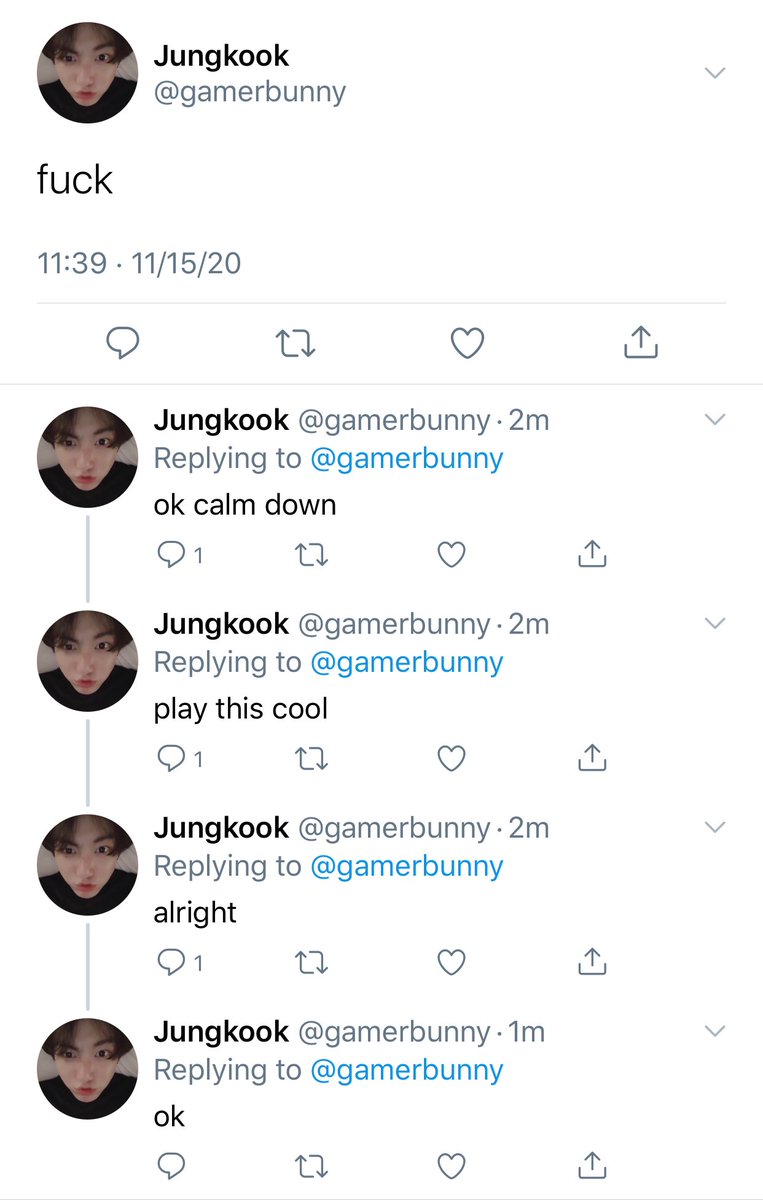 Jungkook
@gamerbunny
fuck
11:39 · 11/15/20
Jungkook @gamerbunny · 2m
Replying to @gamerbunny
ok calm down
1
Jungkook @gamerbunny · 2m
Replying to @gamerbunny
play this cool
1
Jungkook @gamerbunny · 2m
Replying to @gamerbunny
alright
1
Jungkook @gamerbunny · 1m
Replying to @gamerbunny
ok